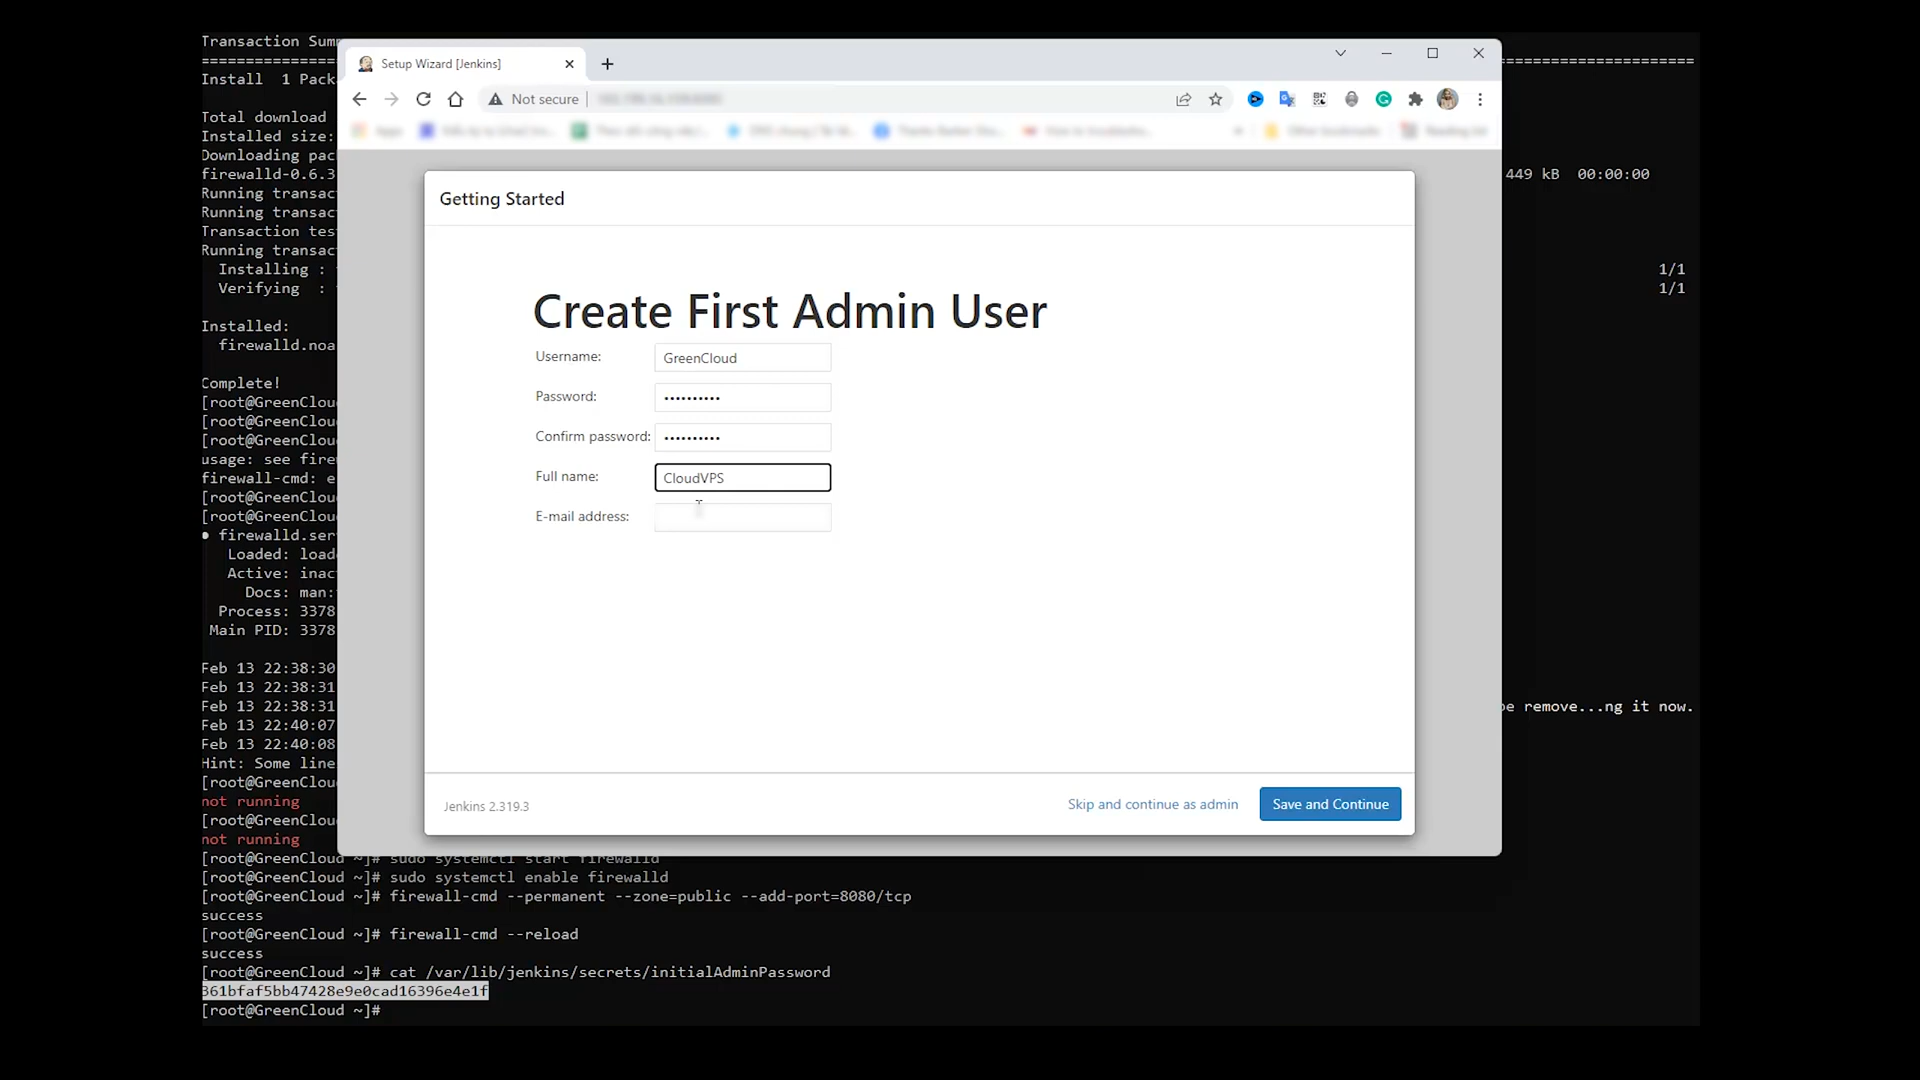 Transaction Sum
Install 1 Pack
Total download
Installed size:
Downloading pac
firewalld-0.6.3
449 kB 00:00:00
Running transac
Running transac
Transaction tes
Running transac
Installing :
1/1
Verifying :
1/1
Installed:
firewalld.noa
Complete!
[root@GreenClou
[root@GreenClou
[root@GreenClou
usage: see fire
firewall-cmd: e
[root@GreenClou
[root@GreenClou
● firewalld.ser
Loaded: load
Active: inac
Docs: man:
Process: 3378
Main PID: 3378
Feb 13 22:38:30
Feb 13 22:38:31
Feb 13 22:38:31
be remove...ng it now.
Feb 13 22:40:07
Feb 13 22:40:08
Hint: Some line
[root@GreenClou
not running
[root@GreenClou
not running
[root@GreenCloud ~]# sudo systemctl start firewalld
[root@GreenCloud ~]# sudo systemctl enable firewalld
[root@GreenCloud ~]# firewall-cmd --permanent --zone=public --add-port=8080/tcp
success
[root@GreenCloud ~]# firewall-cmd --reload
success
[root@GreenCloud ~]# cat /var/lib/jenkins/secrets/initialAdminPassword
361bfaf5bb47428e9e0cad16396e4e1f
[root@GreenCloud ~]#
Setup Wizard [Jenkins]
Not secure
Getting Started
Create First Admin User
Username: GreenCloud
Password: ••••••••••
Confirm password: ••••••••••
Full name: CloudVPS
E-mail address:
Jenkins 2.319.3
Skip and continue as admin
Save and Continue